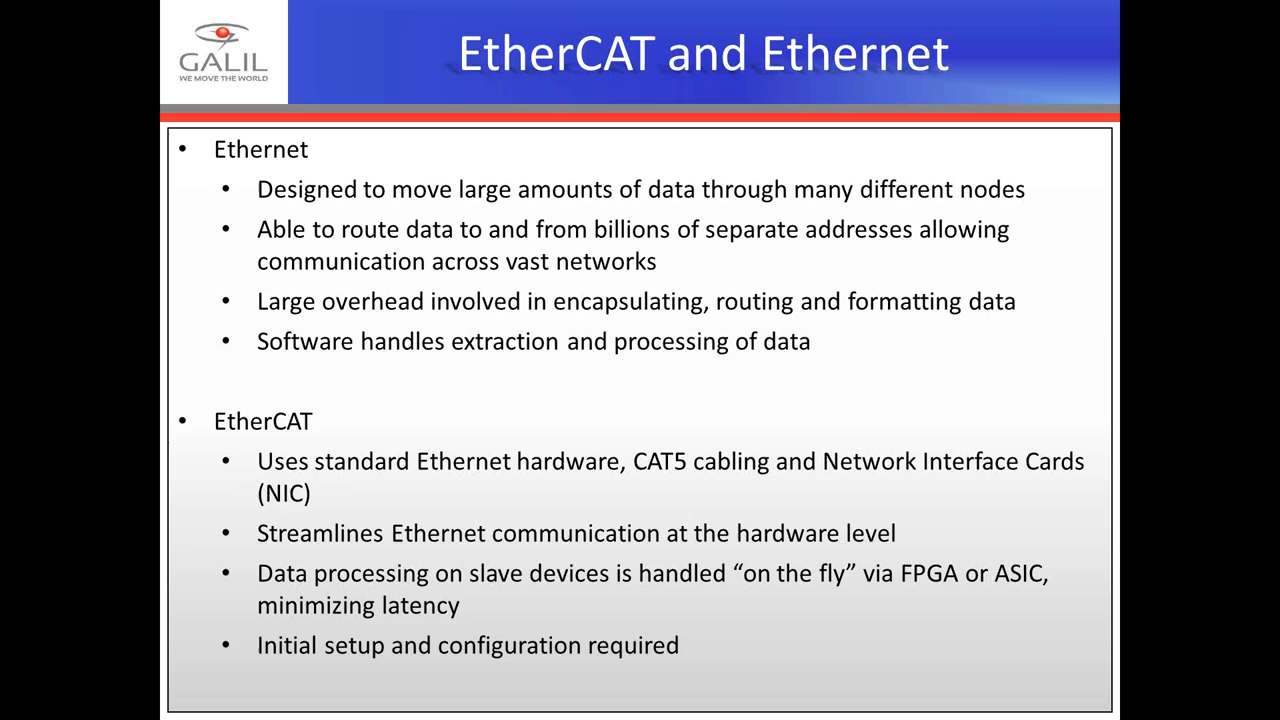 GALIL
WE MOVE THE WORLD
EtherCAT and Ethernet
• Ethernet
• Designed to move large amounts of data through many different nodes
• Able to route data to and from billions of separate addresses allowing
communication across vast networks
• Large overhead involved in encapsulating, routing and formatting data
• Software handles extraction and processing of data
• EtherCAT
• Uses standard Ethernet hardware, CAT5 cabling and Network Interface Cards
(NIC)
• Streamlines Ethernet communication at the hardware level
• Data processing on slave devices is handled “on the fly” via FPGA or ASIC,
minimizing latency
• Initial setup and configuration required